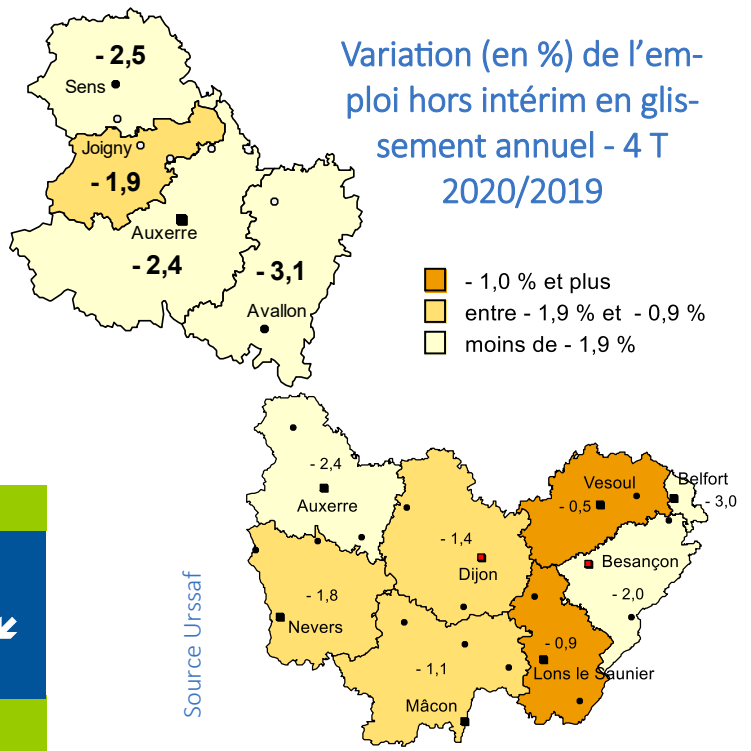 Variation (en %) de l’em-
ploi hors intérim en glis-
sement annuel - 4 T
2020/2019
- 2,5
Sens
Joigny
- 1,9
Auxerre
- 2,4
- 3,1
Avallon
- 1,0 % et plus
entre - 1,9 % et - 0,9 %
moins de - 1,9 %
- 2,4
Auxerre
- 1,4
Dijon
Vesoul
- 0,5
Belfort
- 3,0
Besançon
- 2,0
- 1,8
Nevers
- 0,9
Lons le Saunier
- 1,1
Mâcon
Source Urssaf